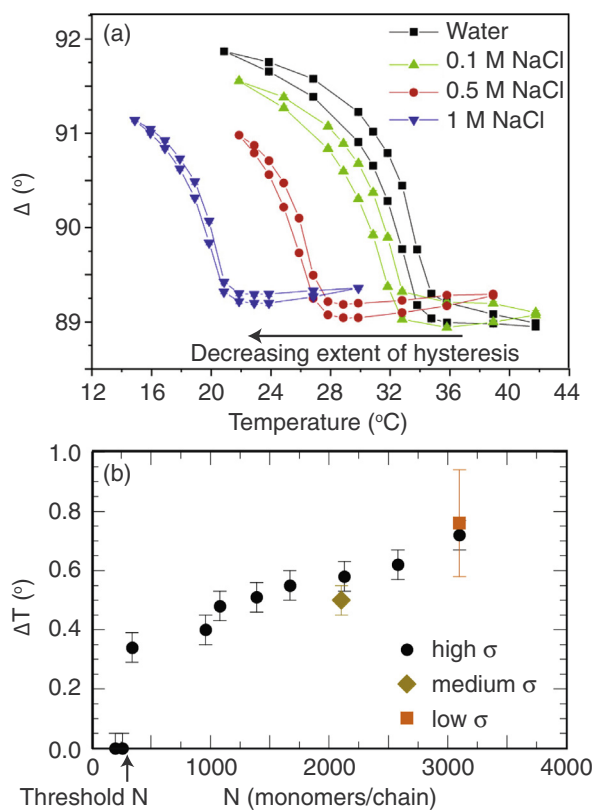 (a)
Water
0.1 M NaCl
0.5 M NaCl
1 M NaCl
92
91
90
89
Δ (º)
Decreasing extent of hysteresis
12 16 20 24 28 32 36 40 44
Temperature (ºC)
(b)
1.0
0.8
0.6
0.4
0.2
0.0
ΔT (º)
high σ
medium σ
low σ
0 1000 2000 3000 4000
Threshold N
N (monomers/chain)